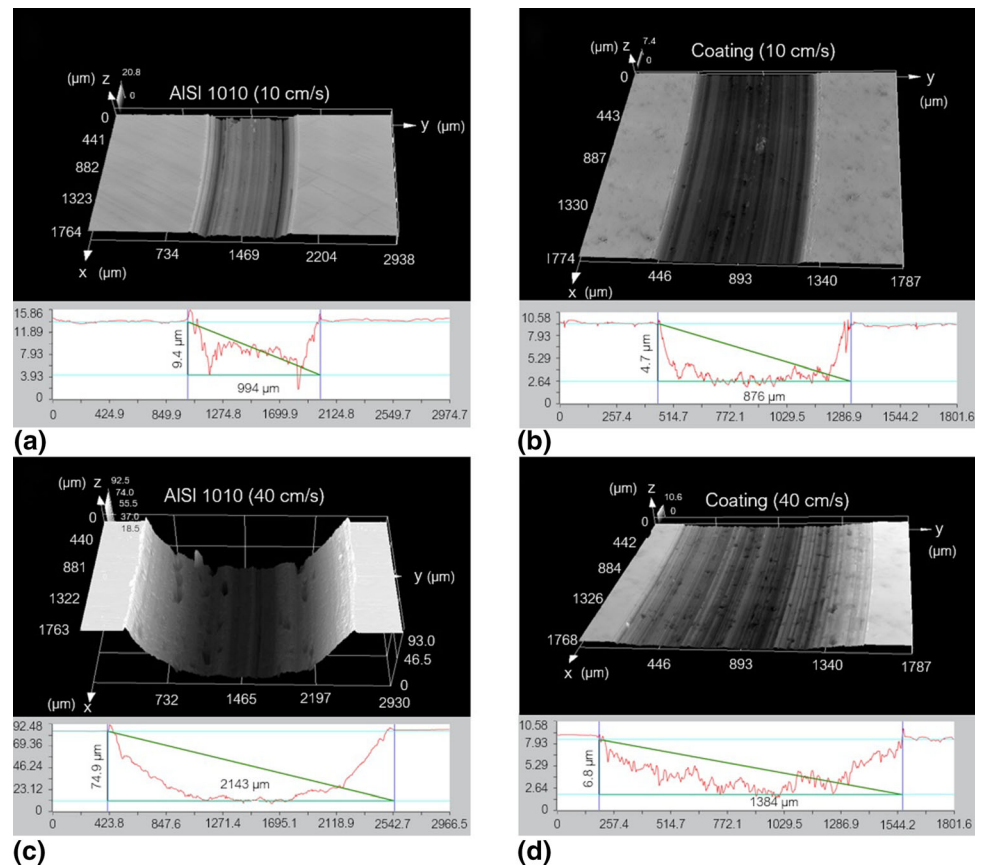 (µm) z 20.8
0
AISI 1010 (10 cm/s)
0
y (µm)
441
882
1323
1764
734 1469 2204 2938
x (µm)
15.86
11.89
7.93
3.93
0
9.4 µm
994 µm
0 424.9 849.9 1274.8 1699.9 2124.8 2549.7 2974.7
(a)
z 7.4
(µm) 0
Coating (10 cm/s)
0
y
(µm)
443
887
1330
1774
446 893 1340 1787
x (µm)
10.58
7.93
5.29
2.64
0
4.7 µm
876 µm
0 257.4 514.7 772.1 1029.5 1286.9 1544.2 1801.6
(b)
(µm) z 92.5
74.0
55.5
37.0
18.5
AISI 1010 (40 cm/s)
0
440
881
1322
1763
y (µm)
93.0
46.5
0
(µm)
x
732 1465 2197 2930
92.48
69.36
46.24
23.12
0
74.9 µm
2143 µm
0 423.8 847.6 1271.4 1695.1 2118.9 2542.7 2966.5
(c)
(µm) z 10.6
0
Coating (40 cm/s)
0
y
(µm)
442
884
1326
1768
446 893 1340 1787
x (µm)
10.58
7.93
5.29
2.64
0
6.8 µm
1384 µm
0 257.4 514.7 772.1 1029.5 1286.9 1544.2 1801.6
(d)